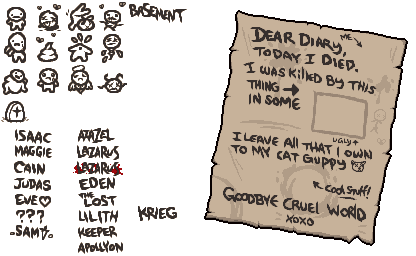 BASEMENT
DEAR DIARY,
ME
TODAY I DIED.
I WAS KILLED BY THIS
THING
IN SOME
UGLY
I LEAVE ALL THAT I OWN
TO MY CAT GUPPY
COOL STUFF!
GOODBYE CRUEL WORLD
XOXO
ISAAC
MAGGIE
CAIN
JUDAS
EVE
???
SAMS
AZAZEL
LAZARUS
LAZARUS
EDEN
THE LOST
LILITH
KEEPER
APOLLYON
KRIEG